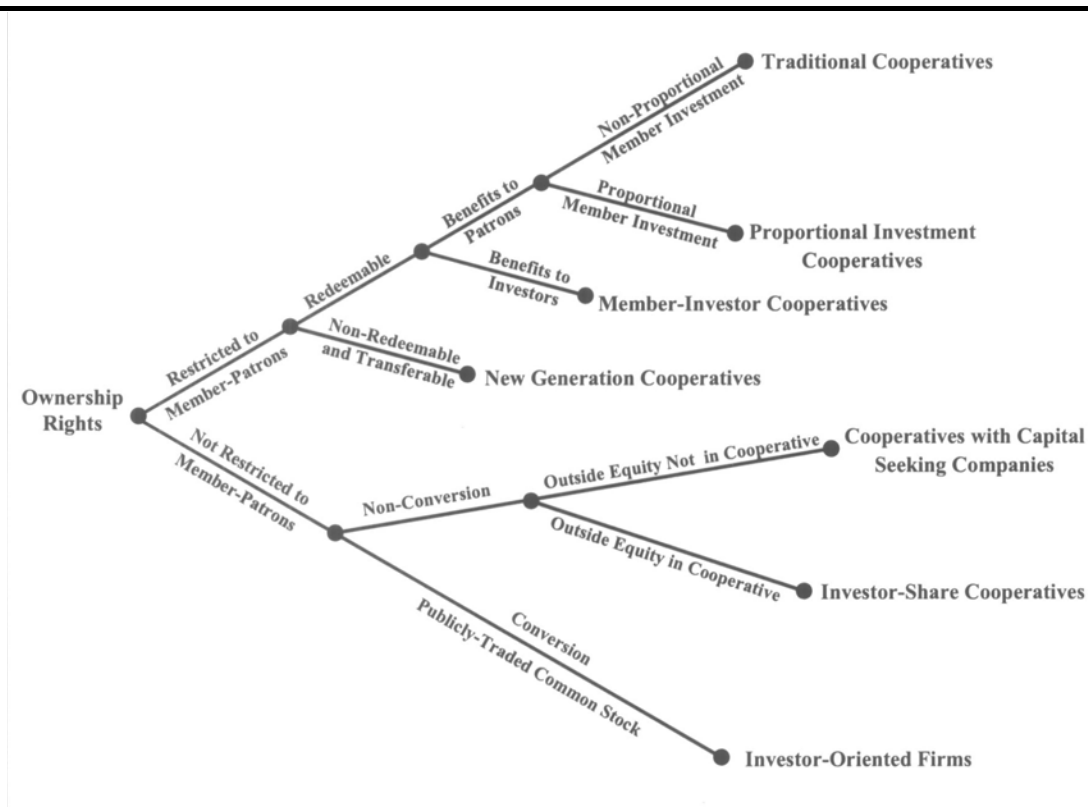 Traditional Cooperatives
Non-Proportional
Member Investment
Proportional
Member Investment
Proportional Investment
Cooperatives
Benefits to
Patrons
Benefits to
Investors
Member-Investor Cooperatives
Redeemable
Non-Redeemable
and Transferable
New Generation Cooperatives
Restricted to
Member-Patrons
Ownership
Rights
Not Restricted to
Member-Patrons
Non-Conversion
Outside Equity Not in Cooperative
Cooperatives with Capital
Seeking Companies
Outside Equity in Cooperative
Investor-Share Cooperatives
Conversion
Publicly-Traded Common Stock
Investor-Oriented Firms